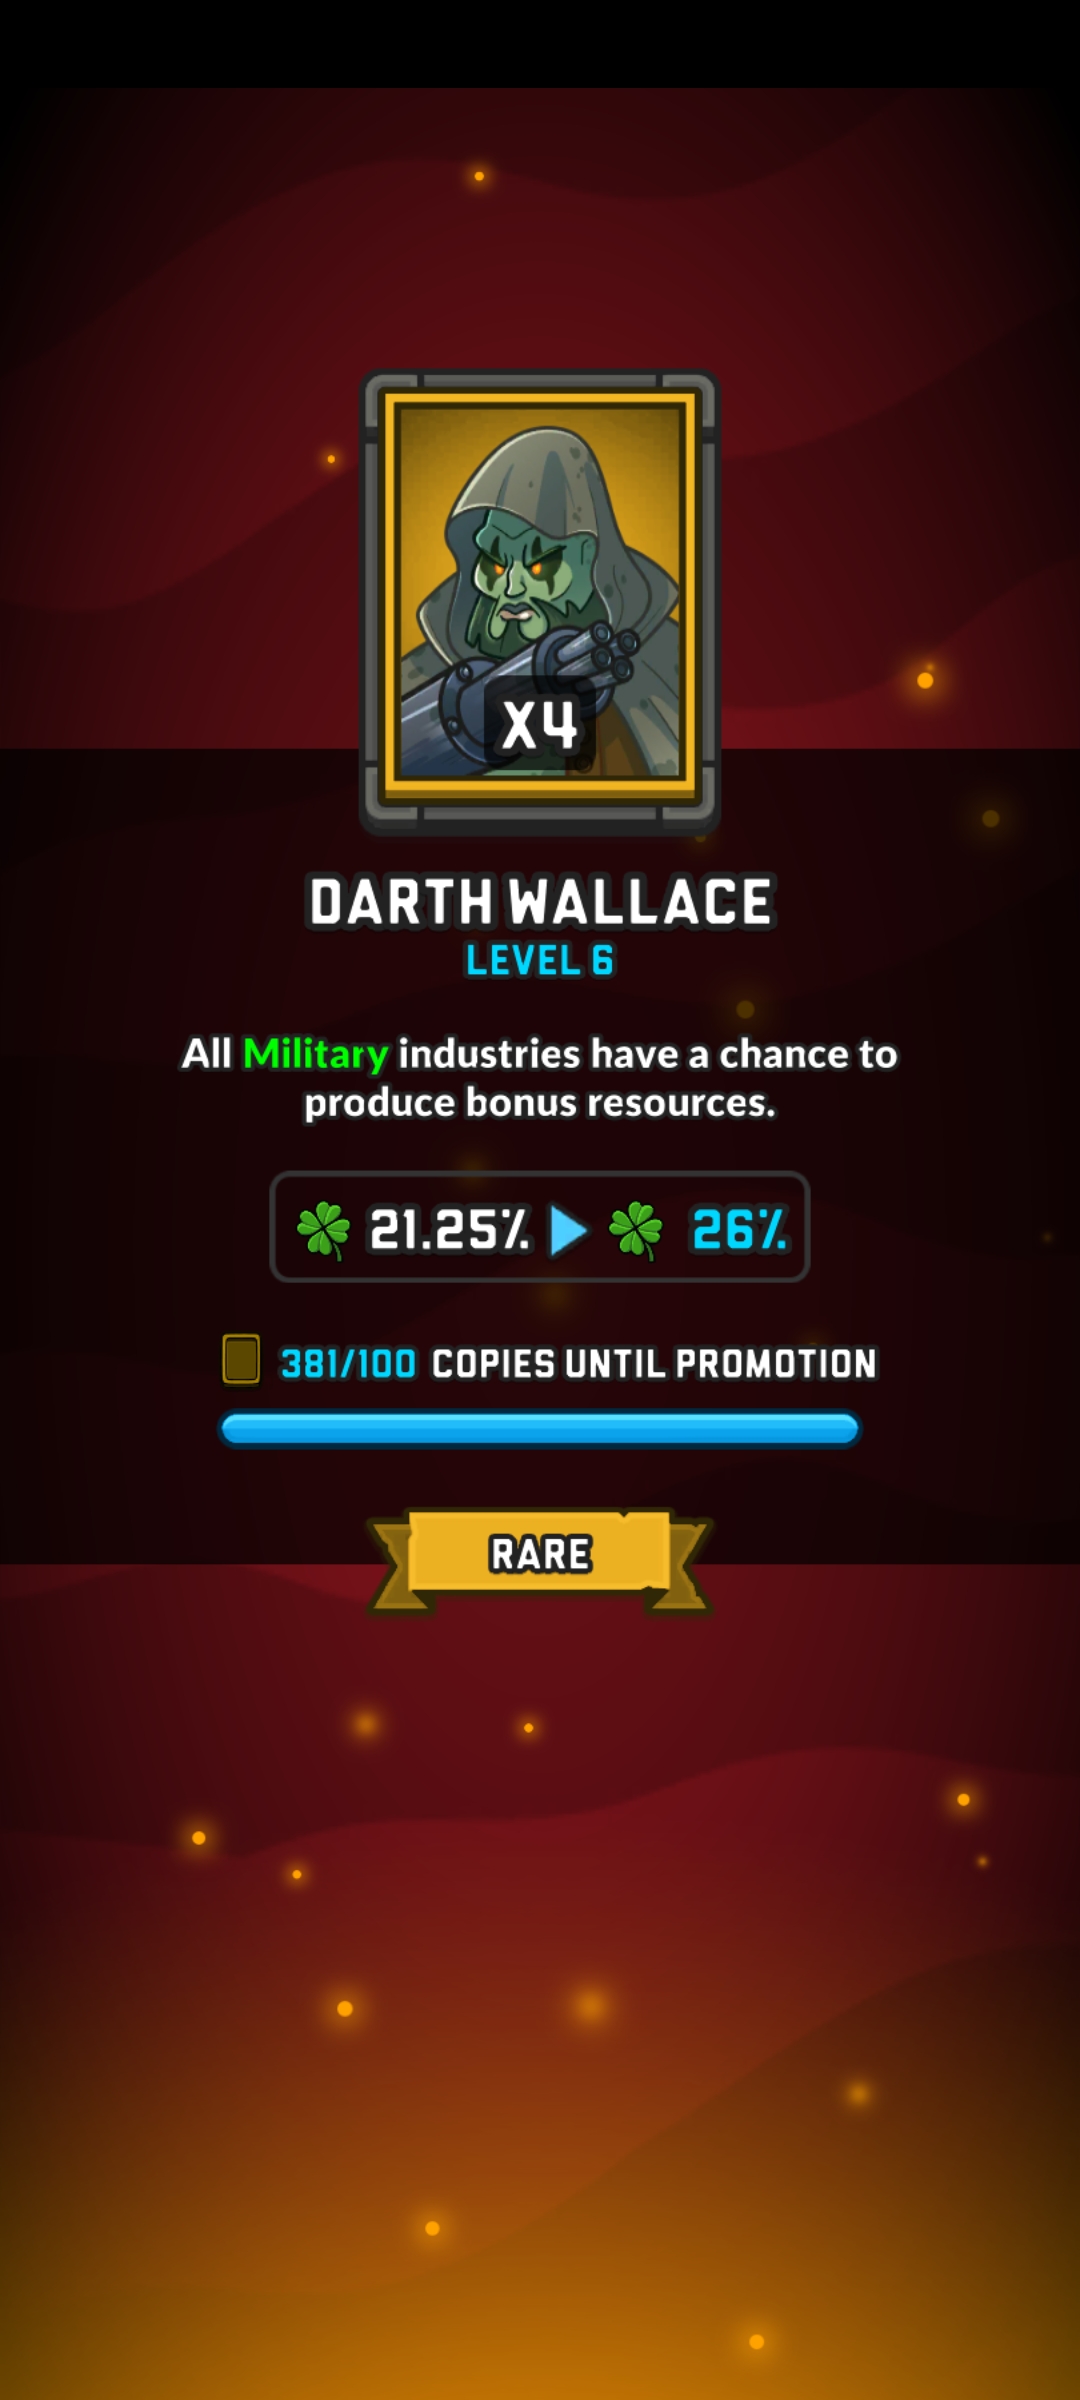 X4
DARTH WALLACE
LEVEL 6
All Military industries have a chance to
produce bonus resources.
21.25% 26%
381/100 COPIES UNTIL PROMOTION
RARE